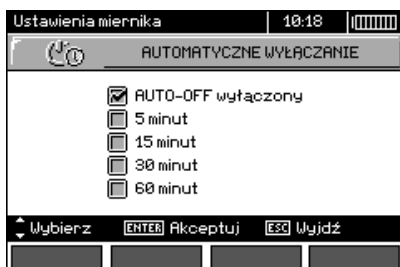 Ustawienia miernika 10:18
AUTOMATYCZNE WYŁĄCZANIE
AUTO-OFF wyłączony
5 minut
15 minut
30 minut
60 minut
Wybierz ENTER Akceptuj ESC Wyjdź